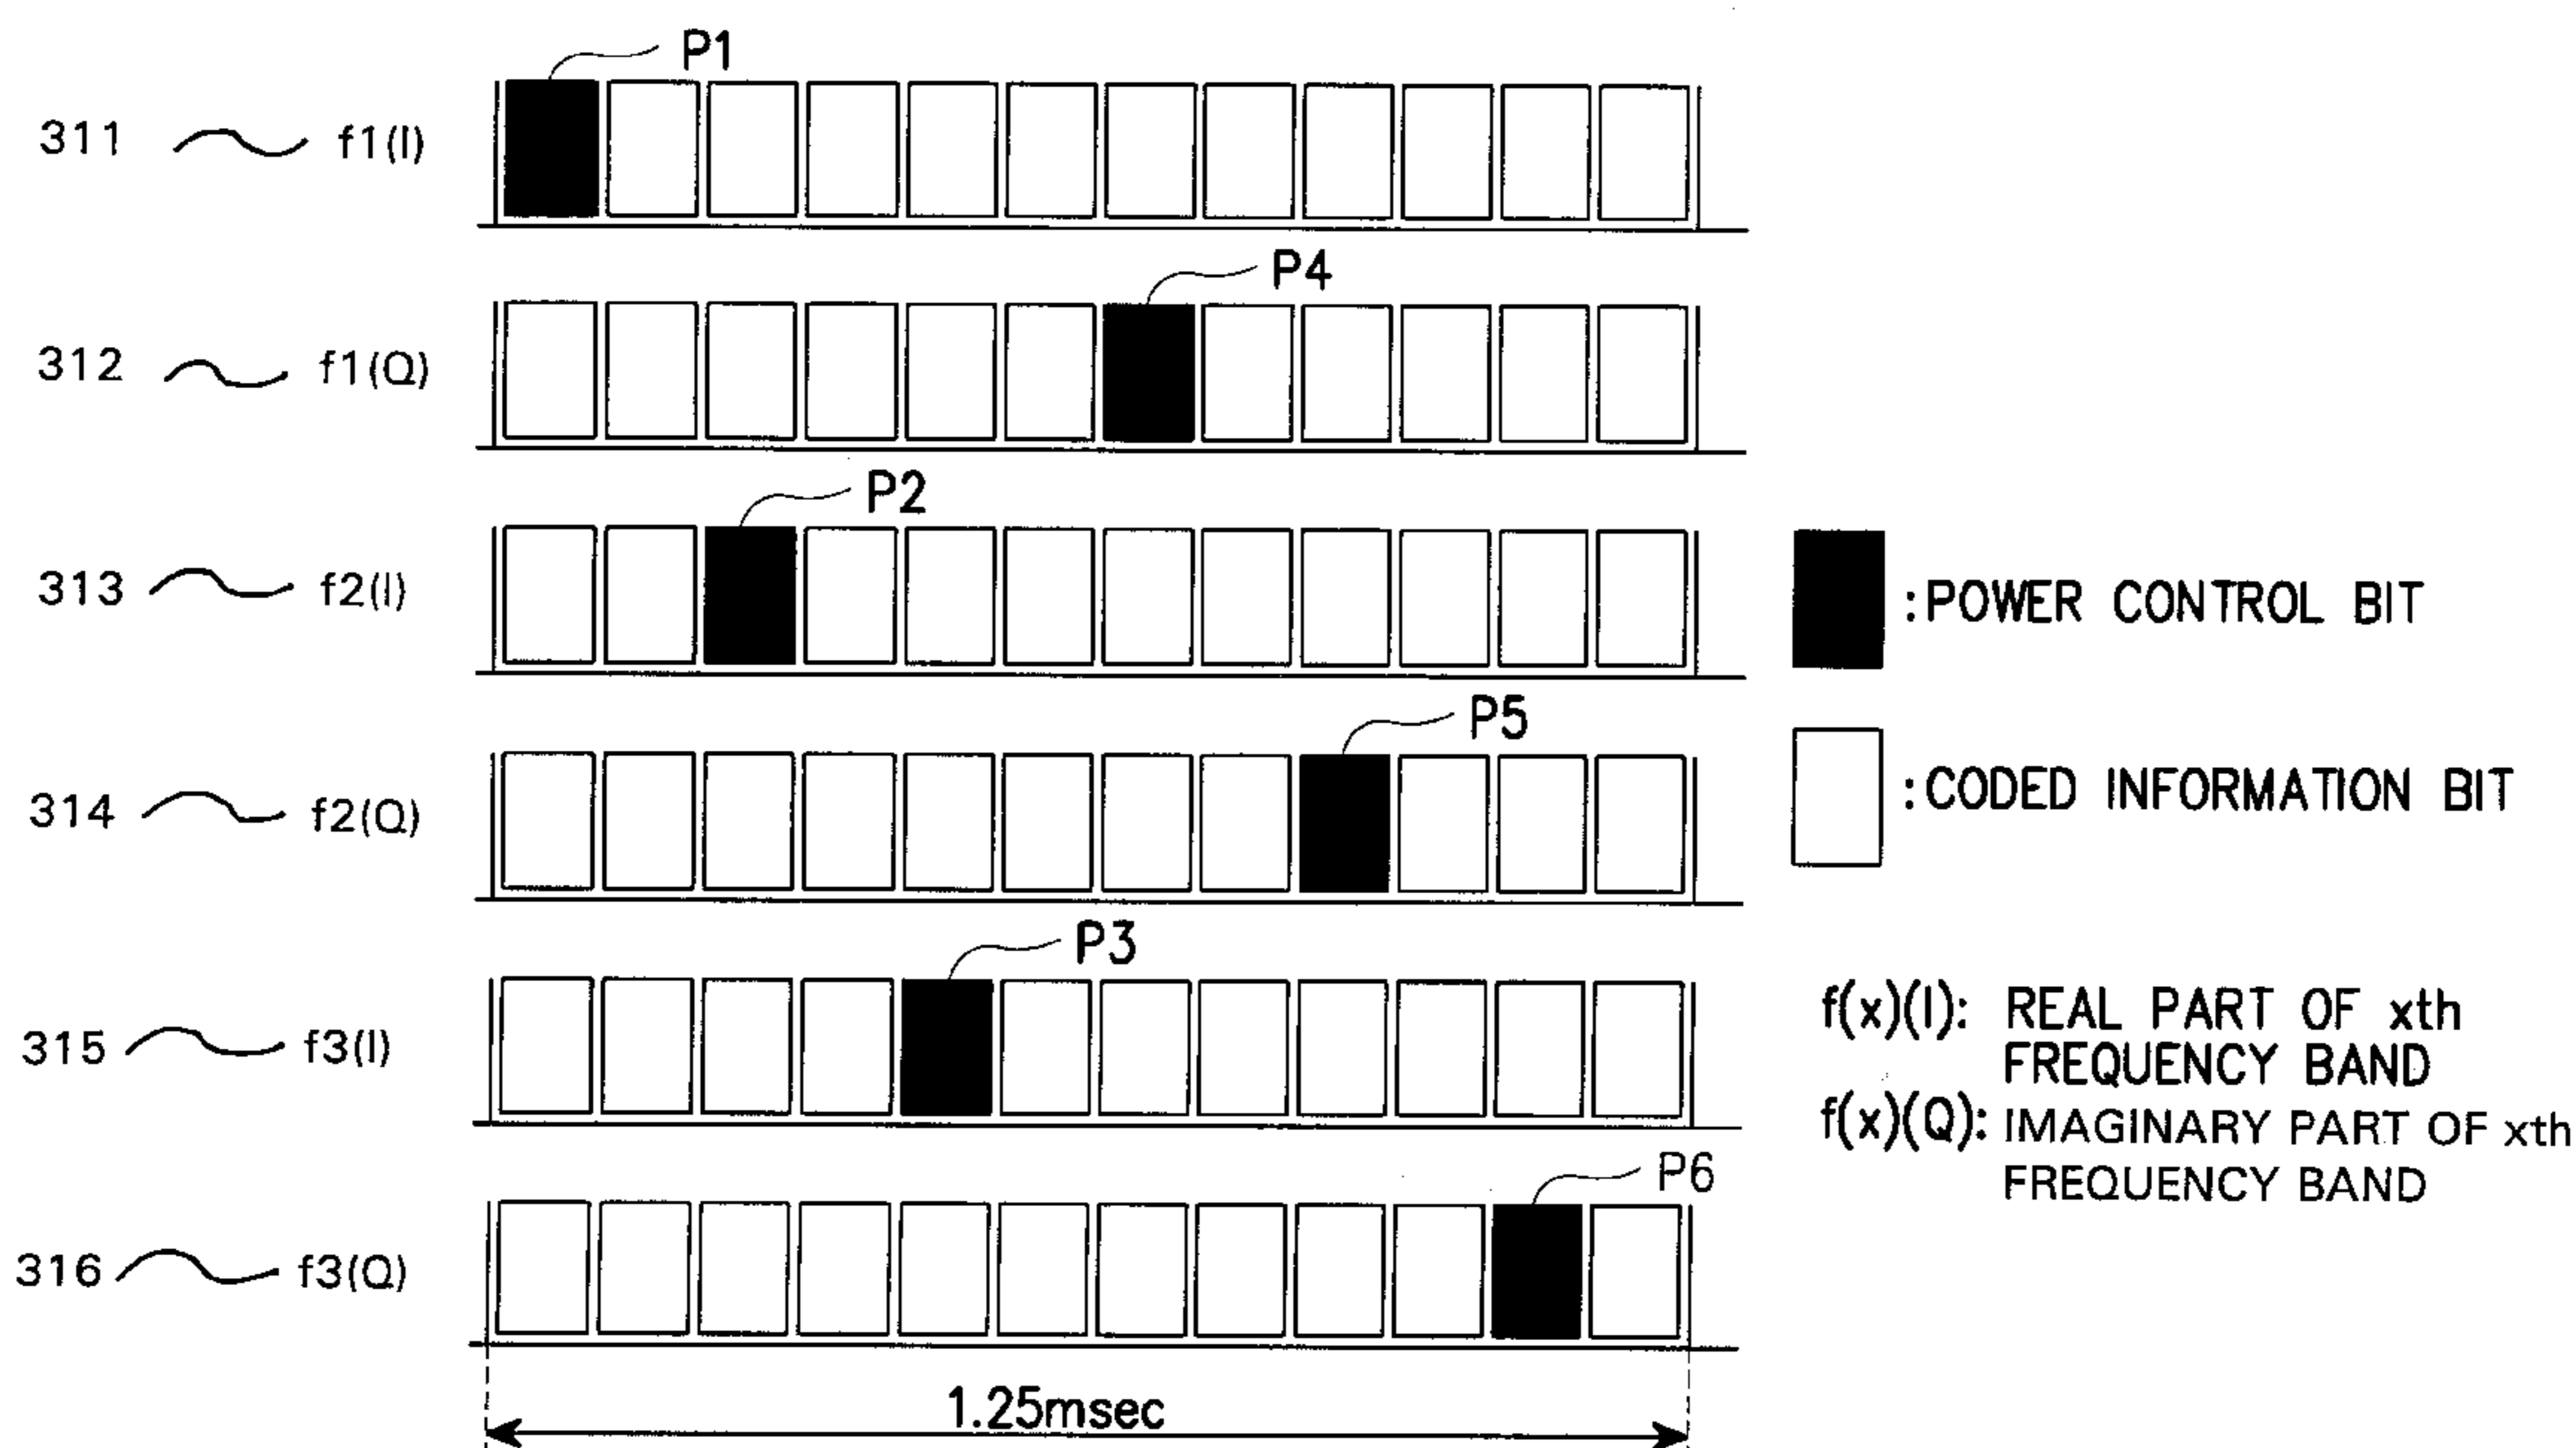 P1
311 f1(I)
P4
312 f1(Q)
P2
313 f2(I)
:POWER CONTROL BIT
P5
314 f2(Q)
:CODED INFORMATION BIT
P3
315 f3(I)
f(x)(I): REAL PART OF xth
FREQUENCY BAND
f(x)(Q): IMAGINARY PART OF xth
FREQUENCY BAND
P6
316 f3(Q)
1.25msec